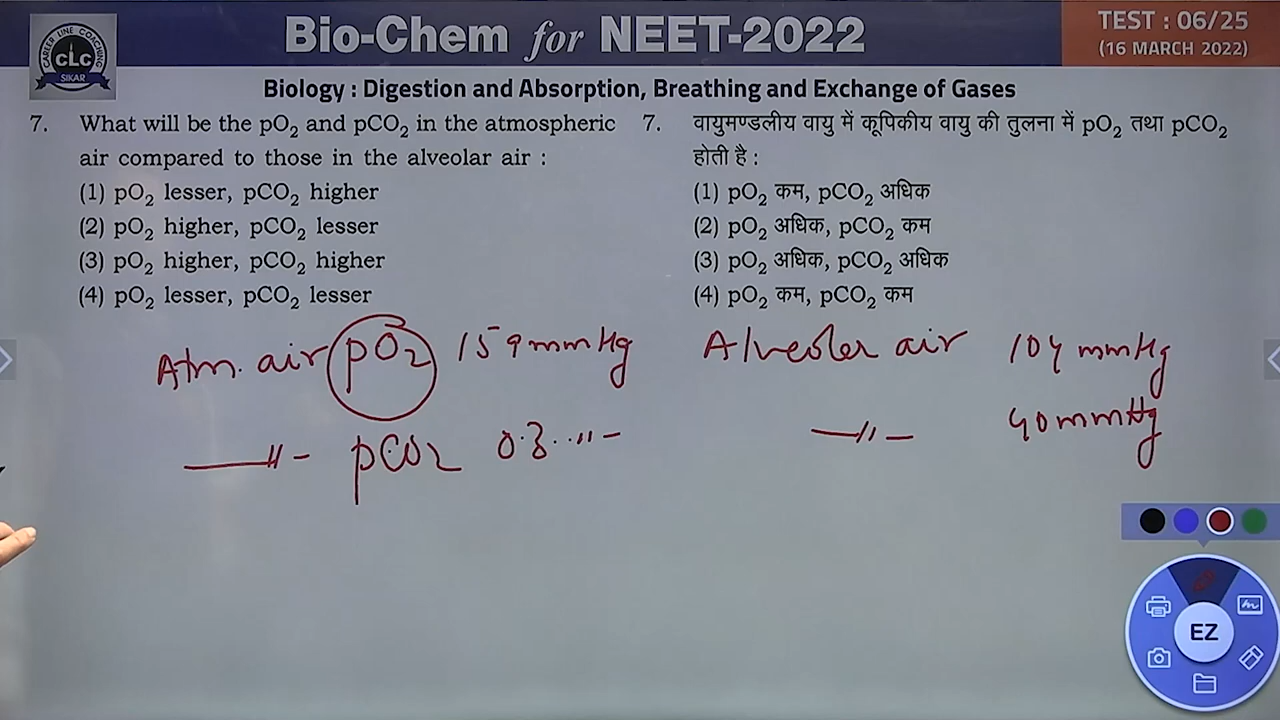 CAREER LINE COACHING
CLC
SIKAR
Bio-Chem for NEET-2022
TEST : 06/25
(16 MARCH 2022)
Biology : Digestion and Absorption, Breathing and Exchange of Gases
7. What will be the pO₂ and pCO₂ in the atmospheric
air compared to those in the alveolar air :
(1) pO₂ lesser, pCO₂ higher
(2) pO₂ higher, pCO₂ lesser
(3) pO₂ higher, pCO₂ higher
(4) pO₂ lesser, pCO₂ lesser
7. वायुमण्डलीय वायु में कूपिकीय वायु की तुलना में pO₂ तथा pCO₂
होती है :
(1) pO₂ कम, pCO₂ अधिक
(2) pO₂ अधिक, pCO₂ कम
(3) pO₂ अधिक, pCO₂ अधिक
(4) pO₂ कम, pCO₂ कम
Atm. air pO₂ 159 mmHg Alveoler air 104 mmHg
—〃— pCO₂ 0.3 〃— —〃— 40mmHg
EZ